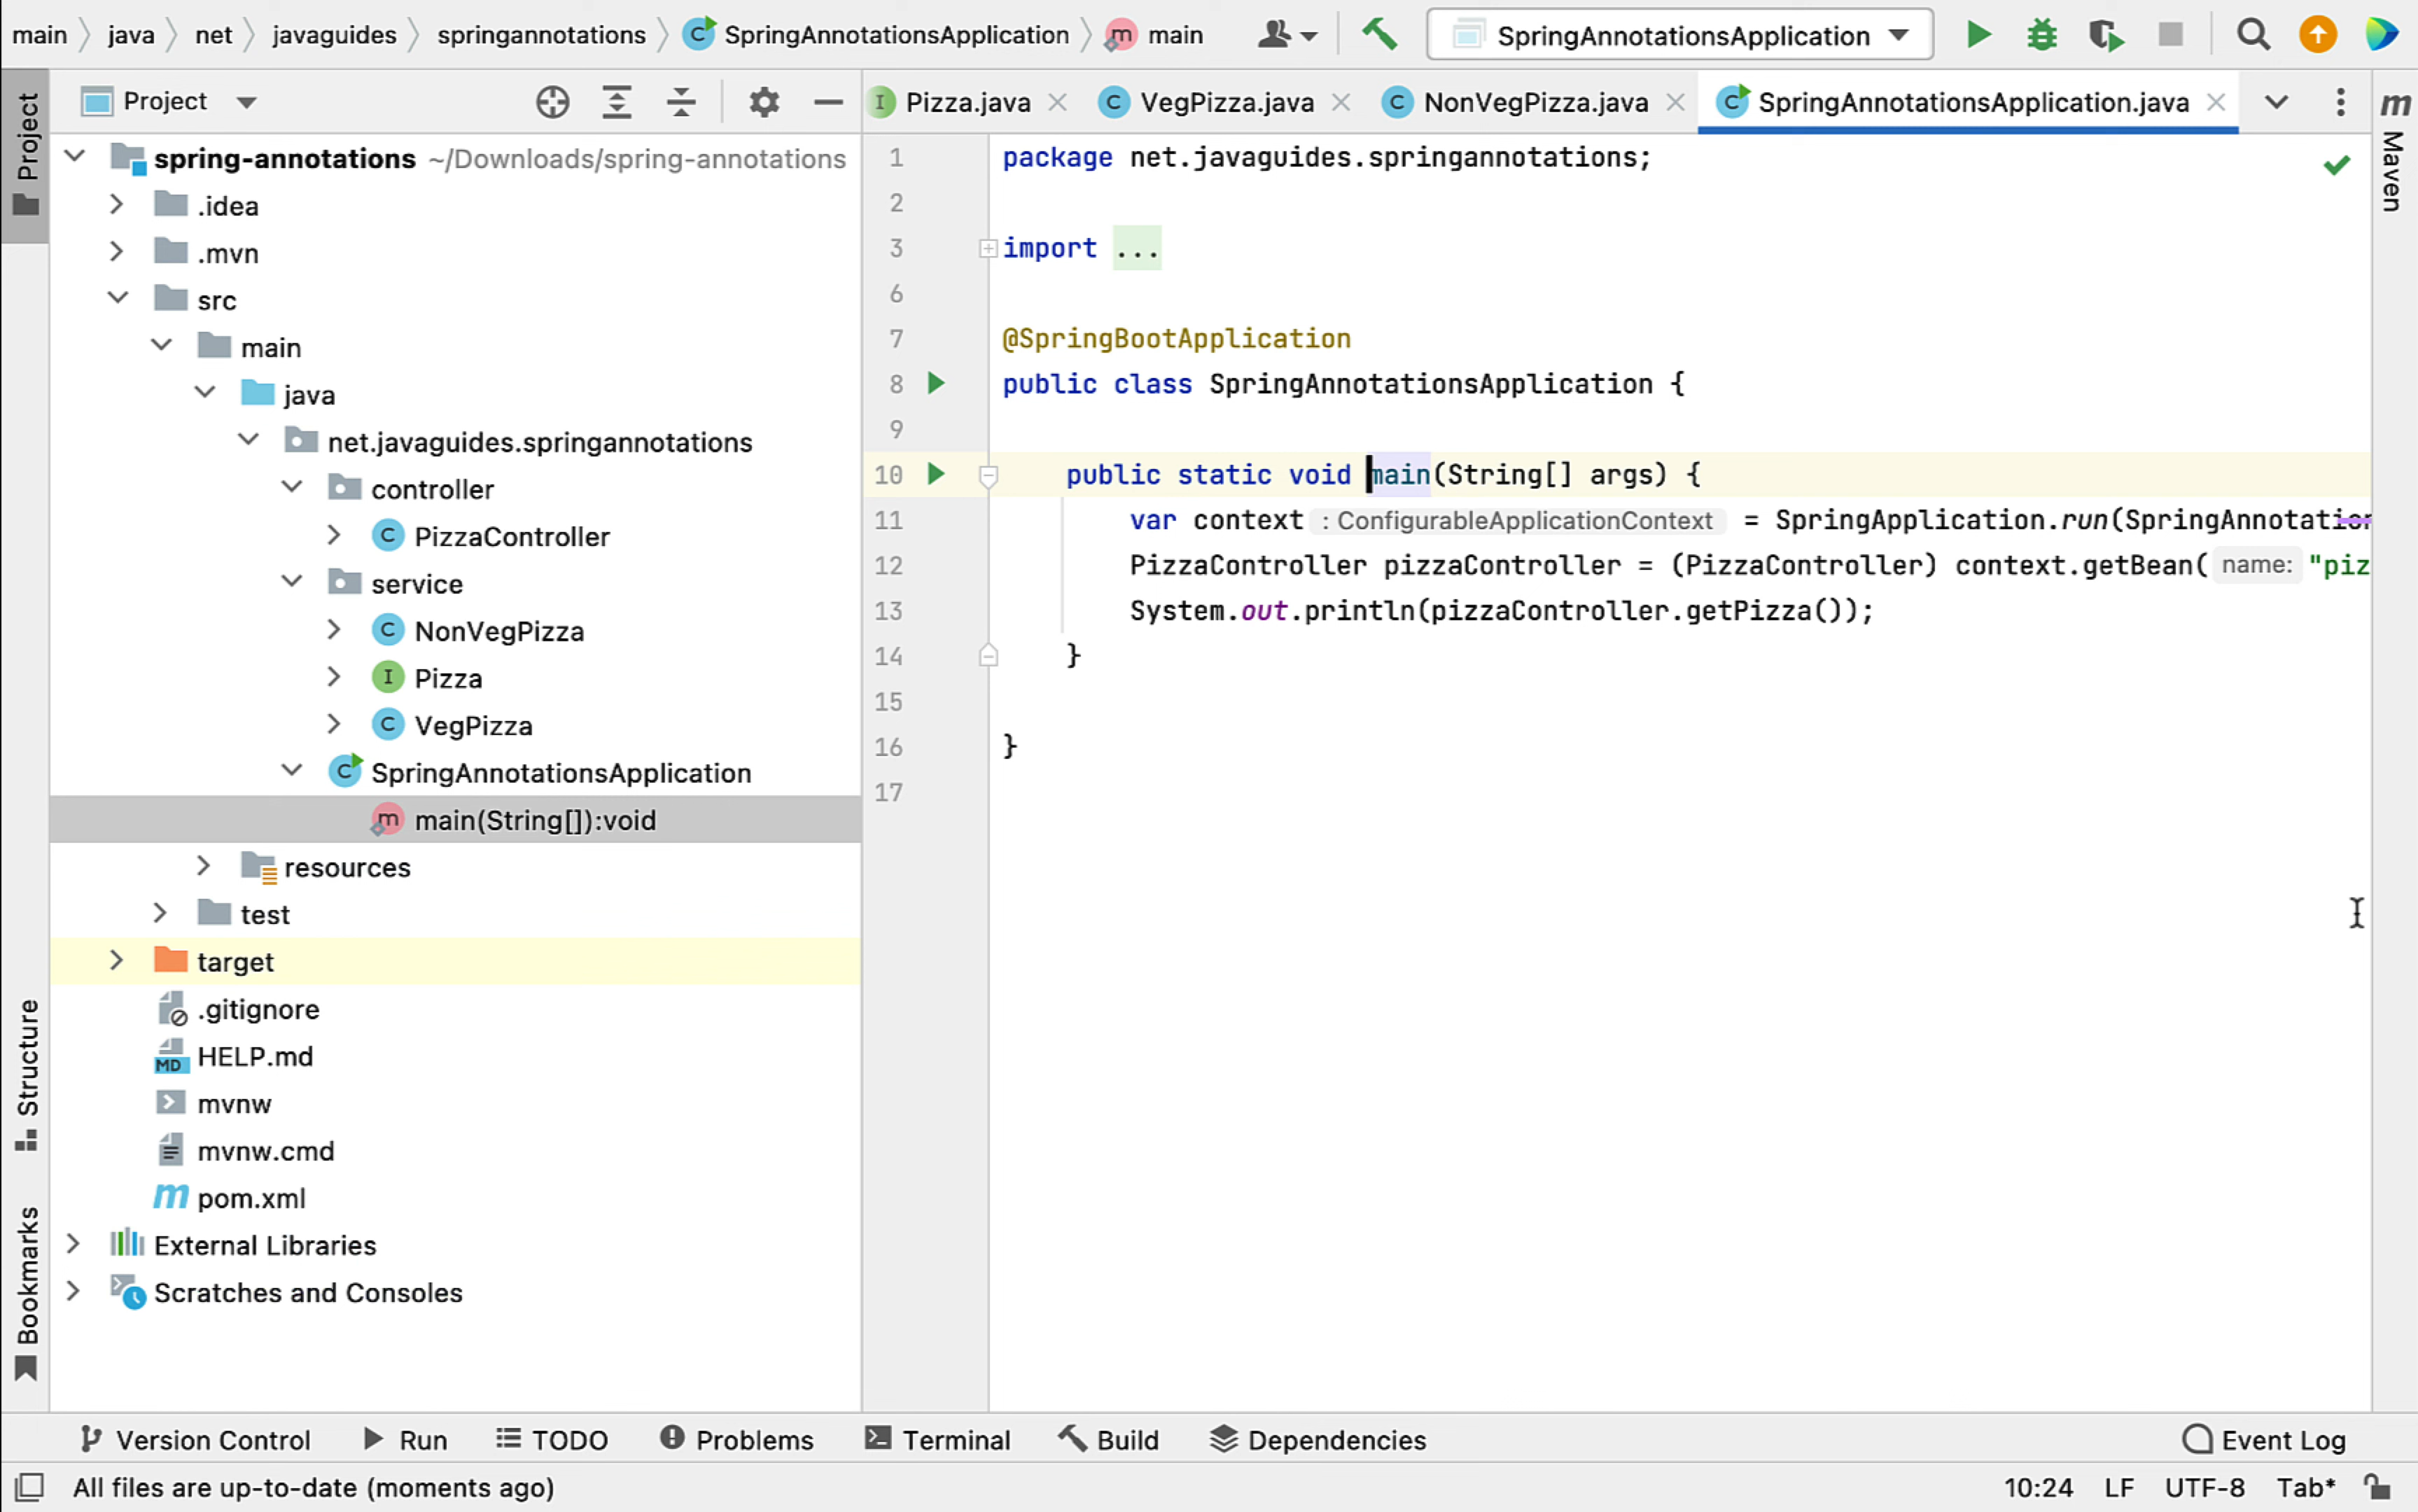 main java net javaguides springannotations SpringAnnotationsApplication main SpringAnnotationsApplication
Project
Pizza.java VegPizza.java NonVegPizza.java SpringAnnotationsApplication.java
Project
Structure
Bookmarks
Maven
spring-annotations ~/Downloads/spring-annotations
.idea
.mvn
src
main
java
net.javaguides.springannotations
controller
PizzaController
service
NonVegPizza
Pizza
VegPizza
SpringAnnotationsApplication
main(String[]):void
resources
test
target
.gitignore
HELP.md
mvnw
mvnw.cmd
pom.xml
External Libraries
Scratches and Consoles
1 package net.javaguides.springannotations;
2
3 import ...
6
7 @SpringBootApplication
8 public class SpringAnnotationsApplication {
9
10 public static void main(String[] args) {
11 var context : ConfigurableApplicationContext = SpringApplication.run(SpringAnnotation
12 PizzaController pizzaController = (PizzaController) context.getBean( name: "piz
13 System.out.println(pizzaController.getPizza());
14 }
15
16 }
17
Version Control Run TODO Problems Terminal Build Dependencies Event Log
All files are up-to-date (moments ago) 10:24 LF UTF-8 Tab*